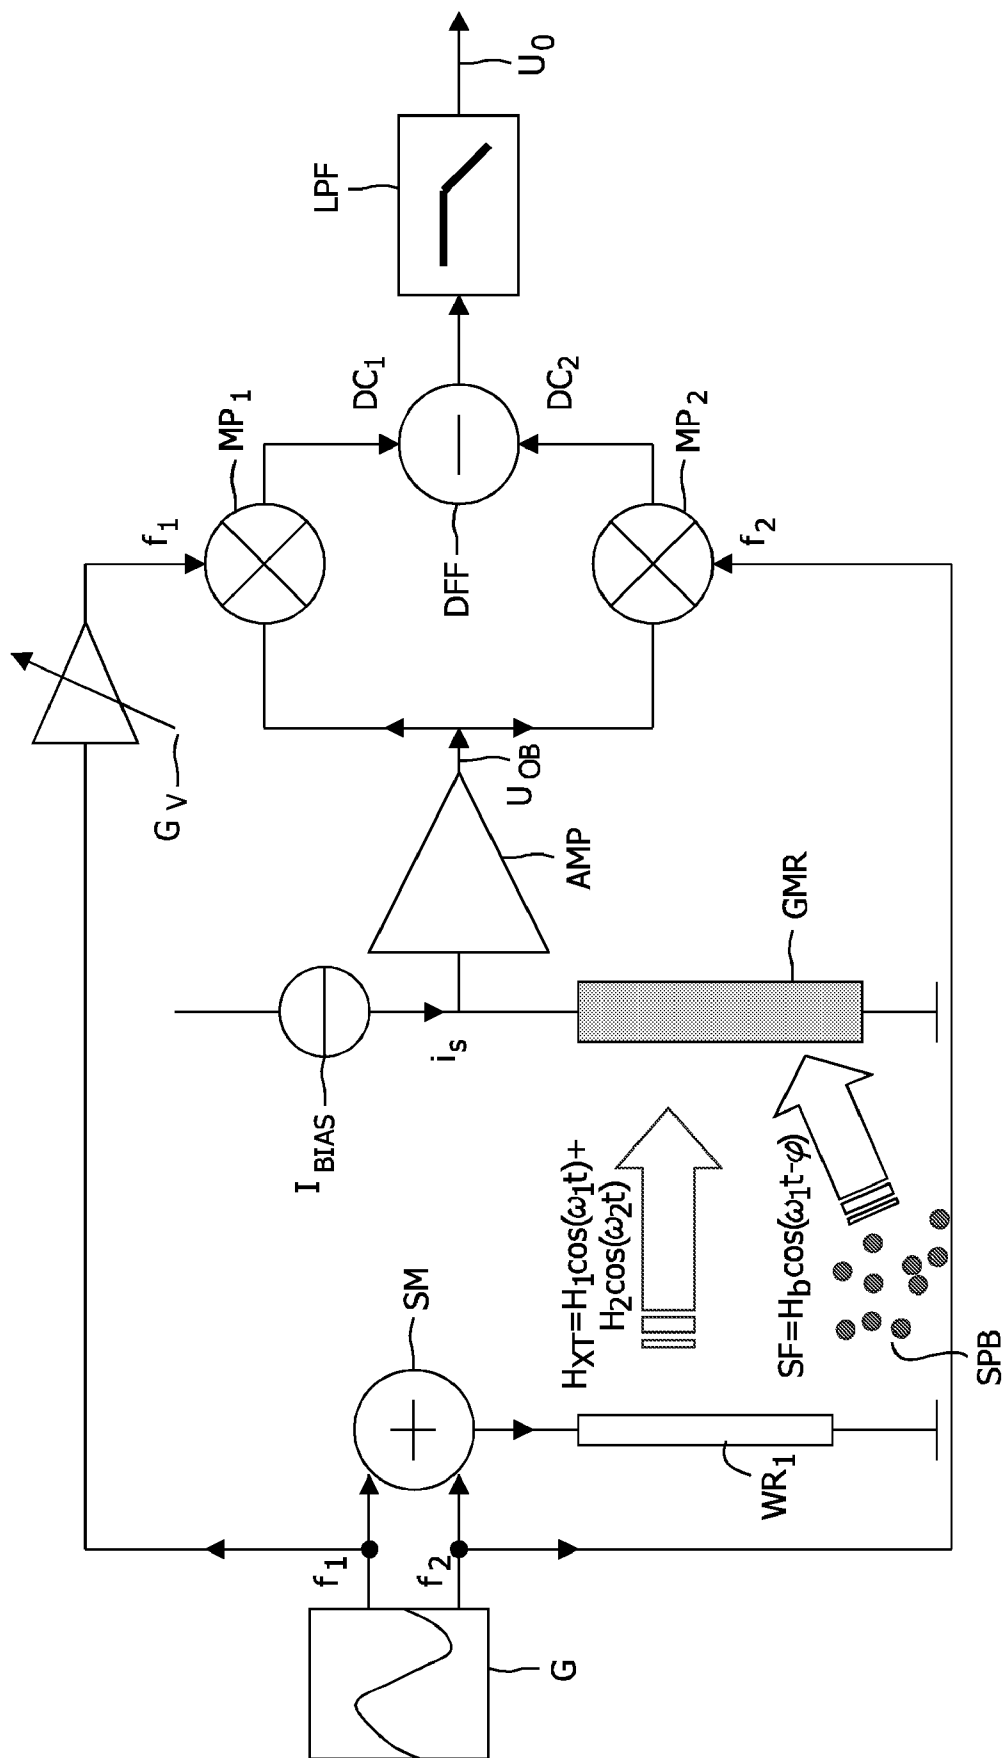 G
f1
f2
SM
WR1
HXT=H1cos(ω1t)+
H2cos(ω2t)
SF=Hbcos(ω1t-φ)
SPB
IBIAS
is
GMR
AMP
UOB
GV
f1
MP1
DFF
f2
MP2
DC1
DC2
LPF
U0